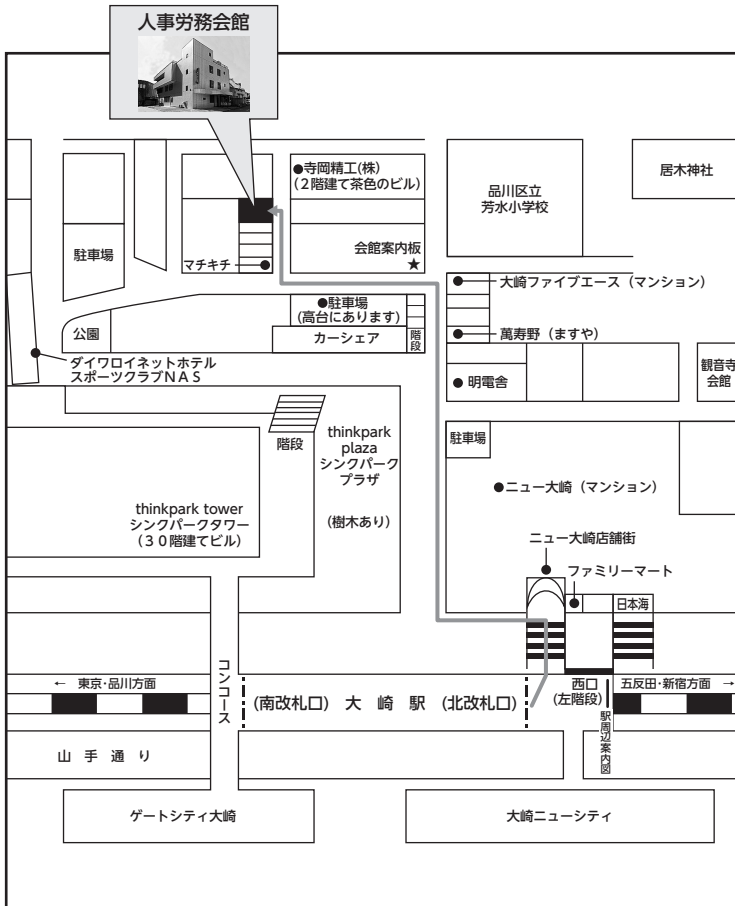 人事労務会館
●寺岡精工(株)
(２階建て茶色のビル)
品川区立
芳水小学校
居木神社
駐車場
マチキチ
会館案内板
★
大崎ファイブエース（マンション）
●駐車場
(高台にあります)
カーシェア
階段
公園
萬寿野（ますや）
ダイワロイネットホテル
スポーツクラブＮＡＳ
●明電舎
観音寺
会館
階段
thinkpark
plaza
シンクパーク
プラザ
(樹木あり)
駐車場
●ニュー大崎（マンション）
thinkpark tower
シンクパークタワー
(３０階建てビル)
ニュー大崎店舗街
ファミリーマート
日本海
コンコース
← 東京・品川方面
(南改札口) 大 崎 駅 (北改札口)
西口
(左階段)
五反田・新宿方面 →
駅周辺案内図
山 手 通 り
ゲートシティ大崎
大崎ニューシティ